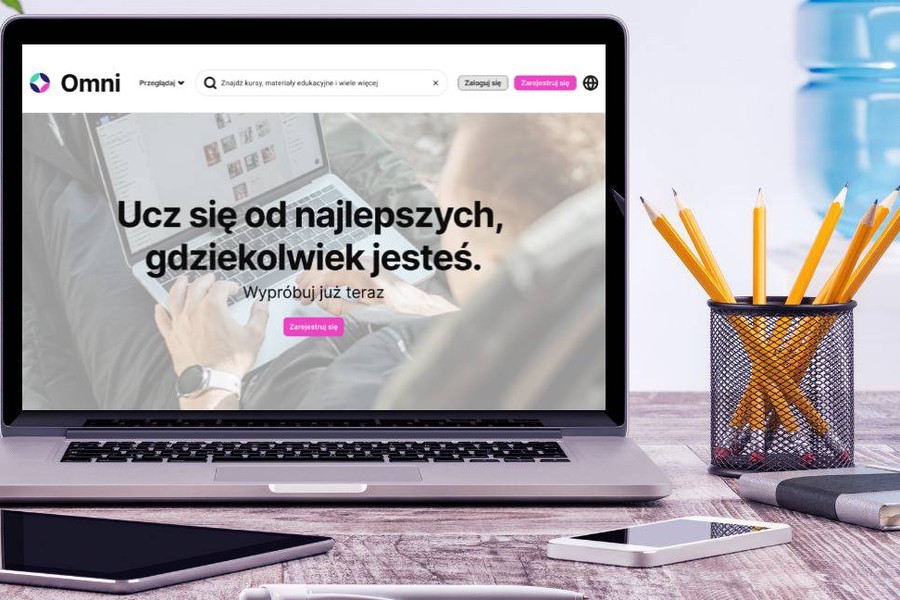 Omni
Przeglądaj
Znajdź kursy, materiały edukacyjne i wiele więcej
Zaloguj się
Zarejestruj się
Ucz się od najlepszych,
gdziekolwiek jesteś.
Wypróbuj już teraz
Zarejestruj się